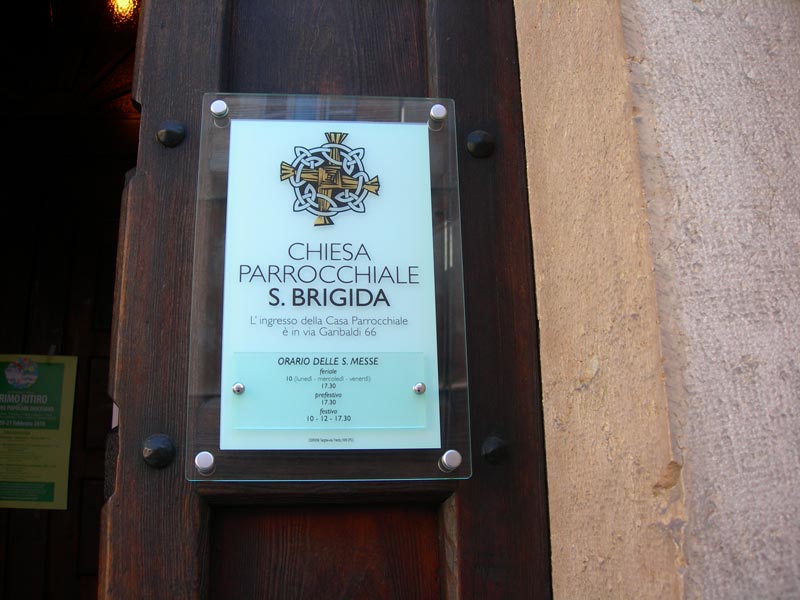 CHIESA
PARROCCHIALE
S. BRIGIDA
L'ingresso della Casa Parrocchiale
è in via Garibaldi 66
ORARIO DELLE S. MESSE
feriale
10 (lunedì - mercoledì - venerdì)
17.30
prefestivo
17.30
festivo
10 - 12 - 17.30
RIMO RITIRO